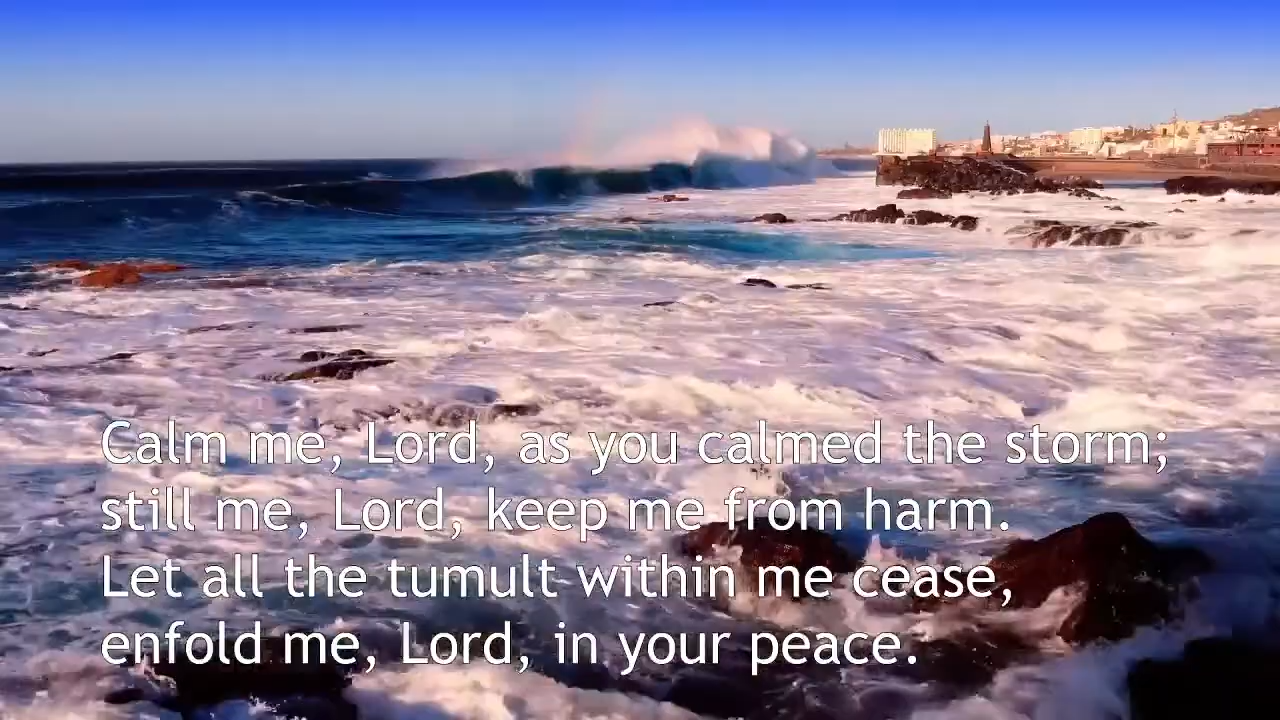 Calm me, Lord, as you calmed the storm;
still me, Lord, keep me from harm.
Let all the tumult within me cease,
enfold me, Lord, in your peace.